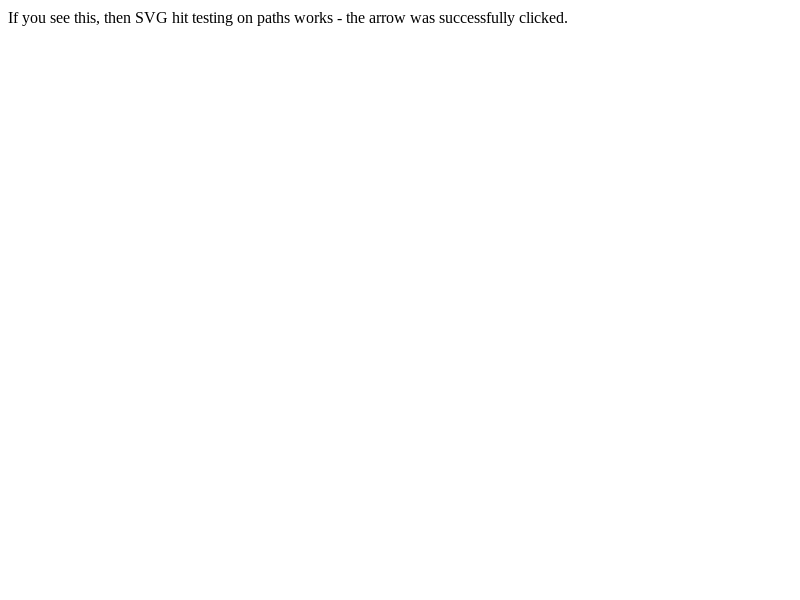 If you see this, then SVG hit testing on paths works - the arrow was successfully clicked.